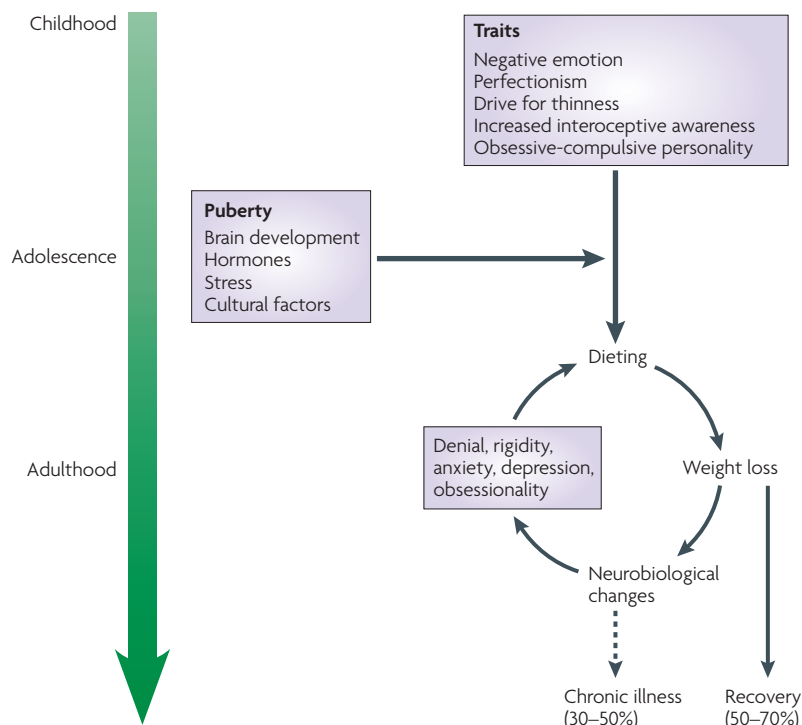 Childhood
Traits
Negative emotion
Perfectionism
Drive for thinness
Increased interoceptive awareness
Obsessive-compulsive personality
Puberty
Brain development
Hormones
Stress
Cultural factors
Adolescence
Dieting
Denial, rigidity,
anxiety, depression,
obsessionality
Adulthood
Weight loss
Neurobiological
changes
Chronic illness
(30–50%)
Recovery
(50–70%)